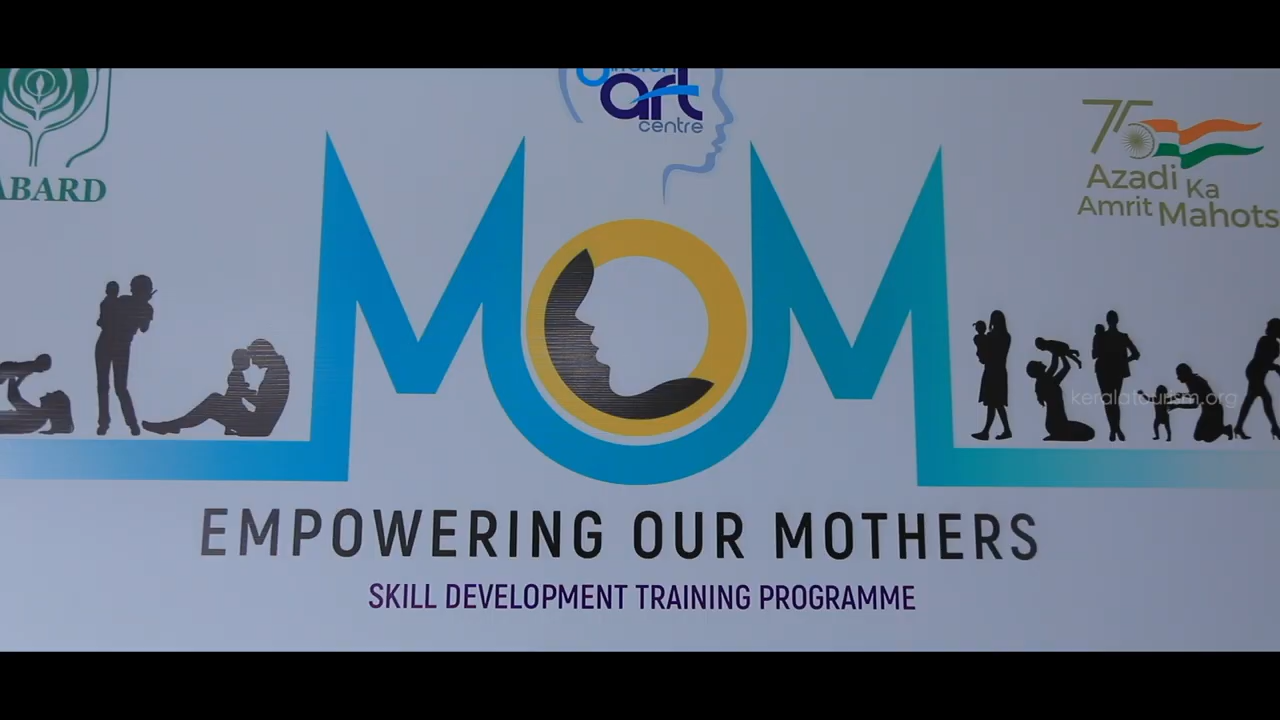 ABARD
art
centre
75
Azadi Ka
Amrit Mahots
MOM
keralatourism.org
EMPOWERING OUR MOTHERS
SKILL DEVELOPMENT TRAINING PROGRAMME